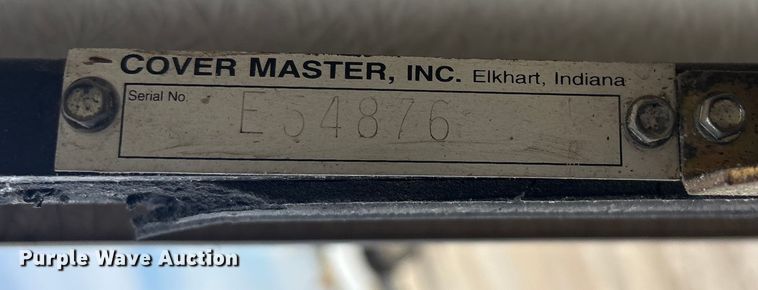 COVER MASTER, INC. Elkhart, Indiana
Serial No.
E54876
Purple Wave Auction